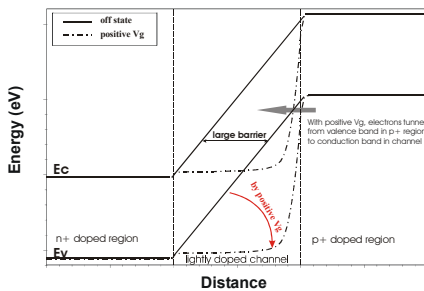 off state
positive Vg
Energy (eV)
large barrier
With positive Vg, electrons tunnel
from valence band in p+ region
to conduction band in channel
Ec
by positive Vg
n+ doped region
p+ doped region
Ev
lightly doped channel
Distance